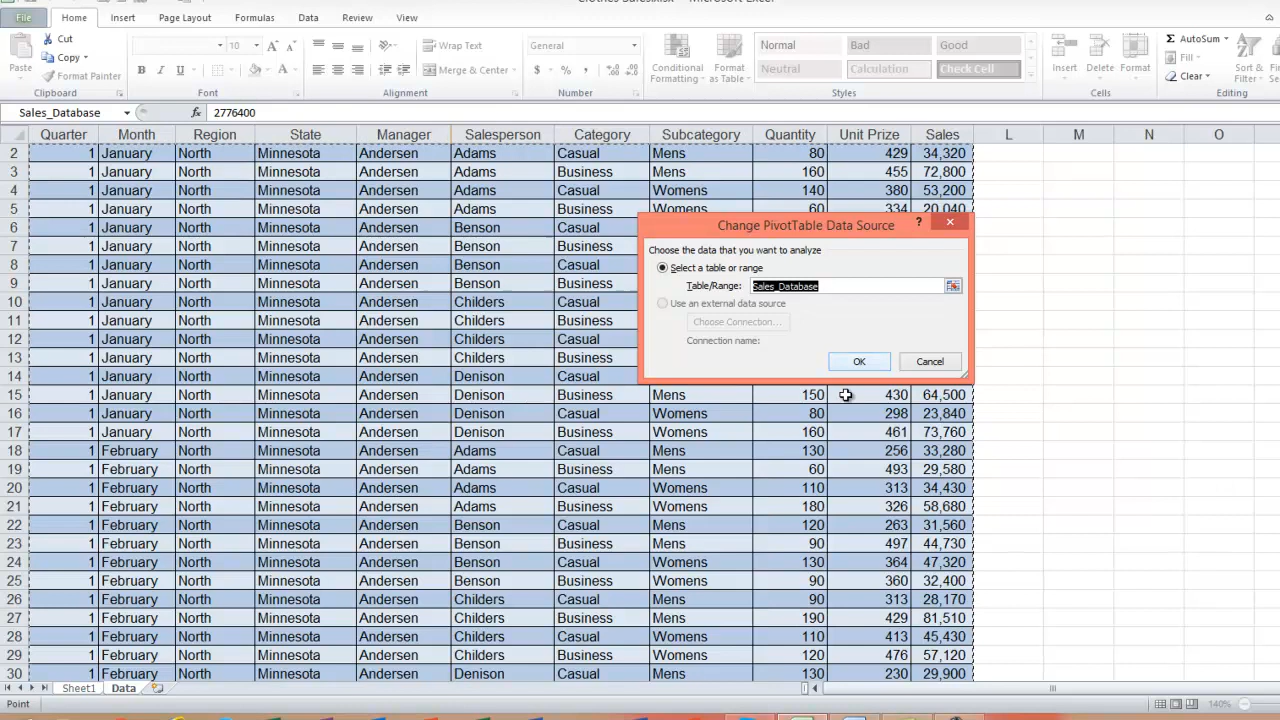 Clothes Sales.xlsx - Microsoft Excel
File Home Insert Page Layout Formulas Data Review View
Cut
Copy
Format Painter
Paste
10
Wrap Text
Merge & Center
General
Conditional Formatting
Format as Table
Normal Bad Good
Neutral Calculation Check Cell
Insert Delete Format
AutoSum
Fill
Clear
Sort & Filter
Clipboard Font Alignment Number Styles Cells Editing
Sales_Database fx 2776400
Quarter Month Region State Manager Salesperson Category Subcategory Quantity Unit Prize Sales L M N O
2 1 January North Minnesota Andersen Adams Casual Mens 80 429 34,320
3 1 January North Minnesota Andersen Adams Business Mens 160 455 72,800
4 1 January North Minnesota Andersen Adams Casual Womens 140 380 53,200
5 1 January North Minnesota Andersen Adams Business Womens 60 334 20,040
6 1 January North Minnesota Andersen Benson Casual
7 1 January North Minnesota Andersen Benson Business
8 1 January North Minnesota Andersen Benson Casual
9 1 January North Minnesota Andersen Benson Business
10 1 January North Minnesota Andersen Childers Casual
11 1 January North Minnesota Andersen Childers Business
12 1 January North Minnesota Andersen Childers Casual
13 1 January North Minnesota Andersen Childers Business
14 1 January North Minnesota Andersen Denison Casual
15 1 January North Minnesota Andersen Denison Business Mens 150 430 64,500
16 1 January North Minnesota Andersen Denison Casual Womens 80 298 23,840
17 1 January North Minnesota Andersen Denison Business Womens 160 461 73,760
18 1 February North Minnesota Andersen Adams Casual Mens 130 256 33,280
19 1 February North Minnesota Andersen Adams Business Mens 60 493 29,580
20 1 February North Minnesota Andersen Adams Casual Womens 110 313 34,430
21 1 February North Minnesota Andersen Adams Business Womens 180 326 58,680
22 1 February North Minnesota Andersen Benson Casual Mens 120 263 31,560
23 1 February North Minnesota Andersen Benson Business Mens 90 497 44,730
24 1 February North Minnesota Andersen Benson Casual Womens 130 364 47,320
25 1 February North Minnesota Andersen Benson Business Womens 90 360 32,400
26 1 February North Minnesota Andersen Childers Casual Mens 90 313 28,170
27 1 February North Minnesota Andersen Childers Business Mens 190 429 81,510
28 1 February North Minnesota Andersen Childers Casual Womens 110 413 45,430
29 1 February North Minnesota Andersen Childers Business Womens 120 476 57,120
30 1 February North Minnesota Andersen Denison Casual Mens 130 230 29,900
Change PivotTable Data Source
Choose the data that you want to analyze
Select a table or range
Table/Range: Sales_Database
Use an external data source
Choose Connection...
Connection name:
OK Cancel
Sheet1 Data
Point 140%